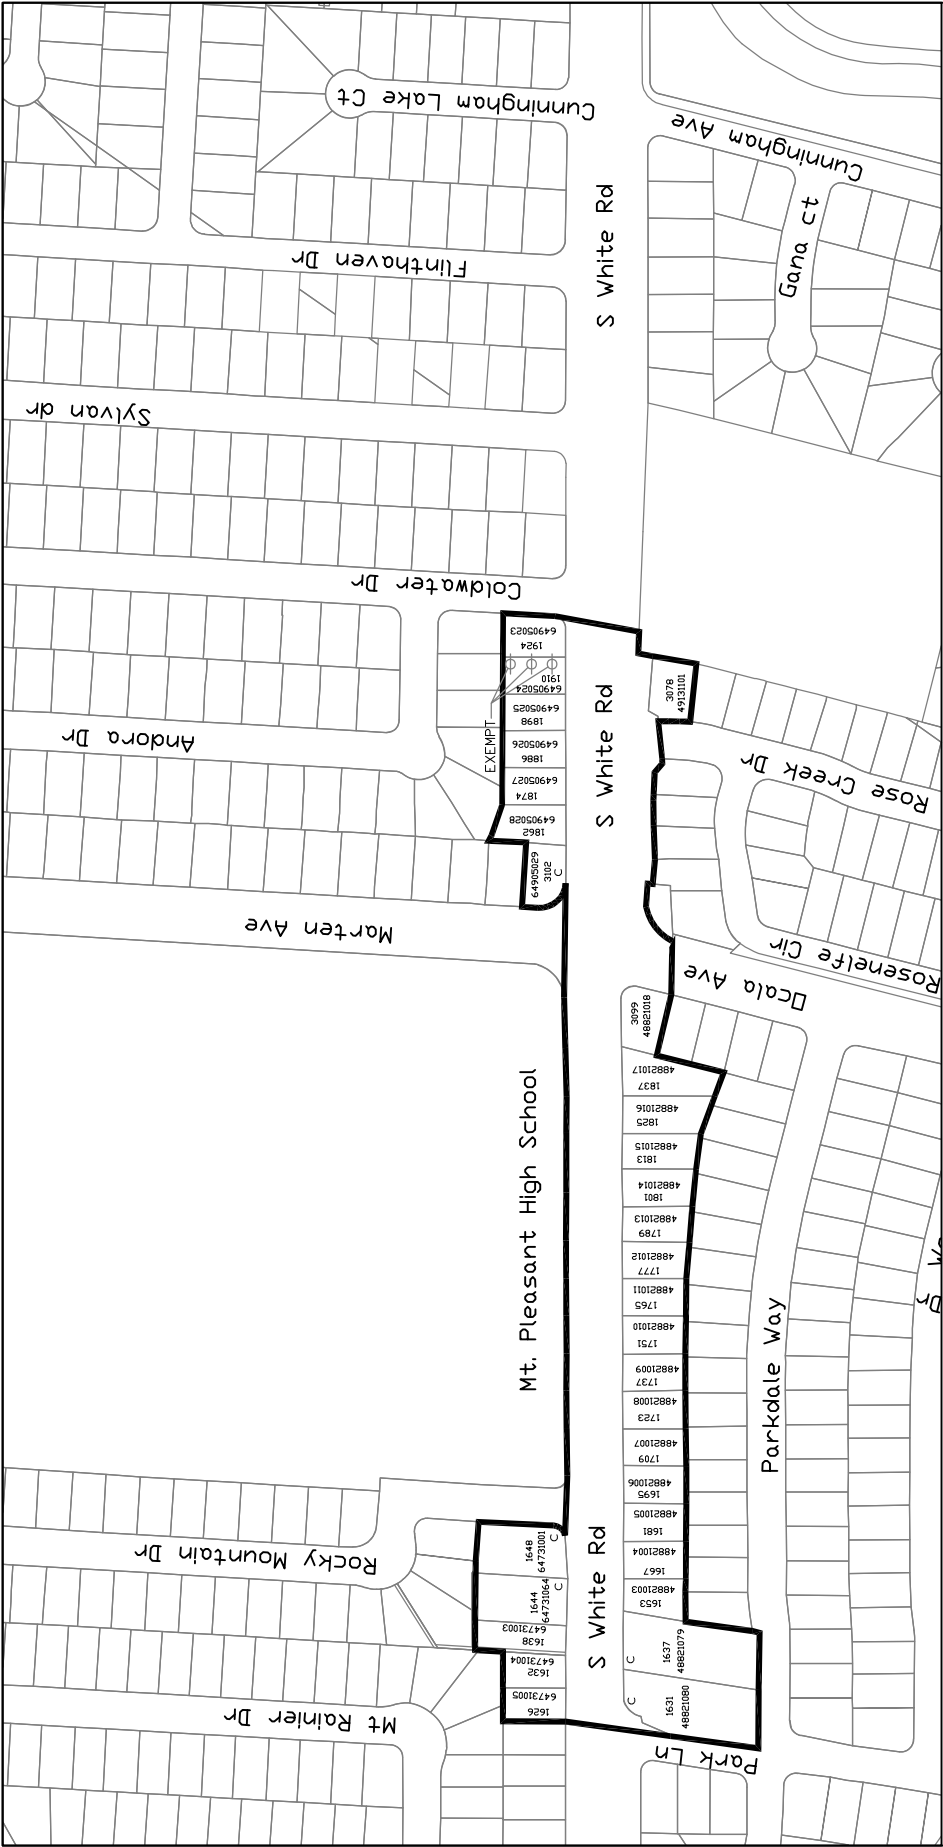 Cunningham Lake Ct
Cunningham Ave
S White Rd
Gana ct
Flinthaven Dr
Sylvan dr
Coldwater Dr
64905023
1924
1910
64905024
64905025
1898
EXEMPT
64905026
1886
64905027
1874
64905028
1862
64905029
3102
C
3078
49131101
S White Rd
Andora Dr
Rose Creek Dr
Marten Ave
Rosenelfe Cir
Ocala Ave
3099
48821018
48821017
1837
48821016
1825
48821015
1813
48821014
1801
48821013
1789
48821012
1777
48821011
1765
48821010
1751
48821009
1737
48821008
1723
48821007
1709
48821006
1695
48821005
1681
48821004
1667
48821003
1653
Mt. Pleasant High School
Parkdale Way
Dr
Rocky Mountain Dr
1648
64731001
C
1644
64731064
C
64731003
1638
64731004
1632
64731005
1626
S White Rd
C
1637
48821079
C
1631
48821080
Mt Rainier Dr
Park Ln